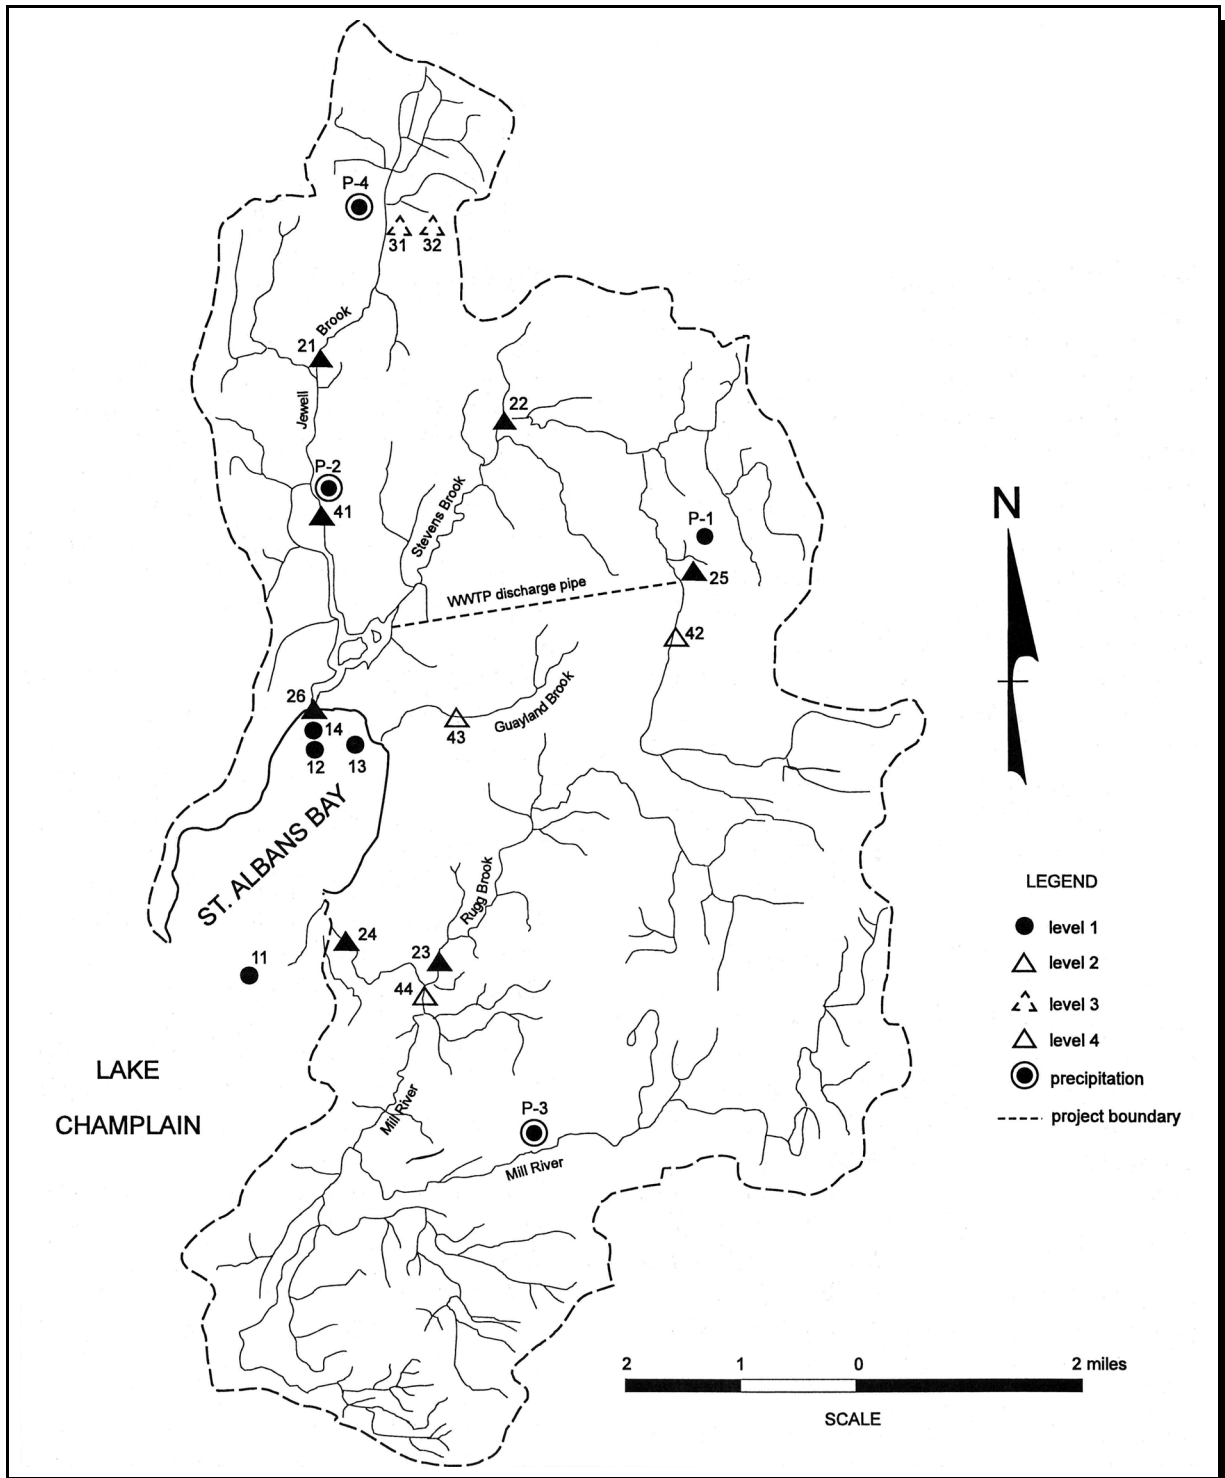 P-4
31
32
Brook
21
Jewell
22
P-2
41
Stevens Brook
P-1
25
WWTP discharge pipe
42
26
14
12
13
43
Guayland Brook
ST. ALBANS BAY
Rugg Brook
24
23
11
44
LAKE
CHAMPLAIN
Mill River
P-3
Mill River
N
LEGEND
level 1
level 2
level 3
level 4
precipitation
project boundary
2 1 0 2 miles
SCALE